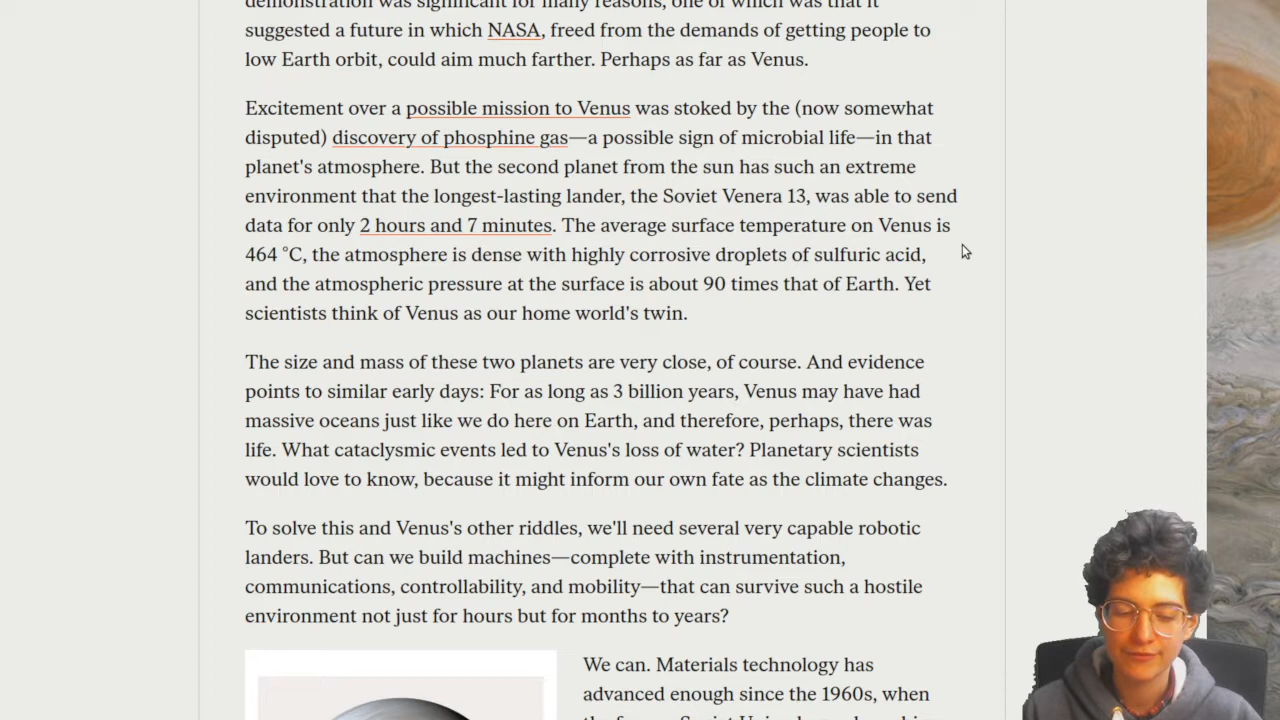 demonstration was significant for many reasons, one of which was that it
suggested a future in which NASA, freed from the demands of getting people to
low Earth orbit, could aim much farther. Perhaps as far as Venus.
Excitement over a possible mission to Venus was stoked by the (now somewhat
disputed) discovery of phosphine gas—a possible sign of microbial life—in that
planet's atmosphere. But the second planet from the sun has such an extreme
environment that the longest-lasting lander, the Soviet Venera 13, was able to send
data for only 2 hours and 7 minutes. The average surface temperature on Venus is
464 °C, the atmosphere is dense with highly corrosive droplets of sulfuric acid,
and the atmospheric pressure at the surface is about 90 times that of Earth. Yet
scientists think of Venus as our home world's twin.
The size and mass of these two planets are very close, of course. And evidence
points to similar early days: For as long as 3 billion years, Venus may have had
massive oceans just like we do here on Earth, and therefore, perhaps, there was
life. What cataclysmic events led to Venus's loss of water? Planetary scientists
would love to know, because it might inform our own fate as the climate changes.
To solve this and Venus's other riddles, we'll need several very capable robotic
landers. But can we build machines—complete with instrumentation,
communications, controllability, and mobility—that can survive such a hostile
environment not just for hours but for months to years?
We can. Materials technology has
advanced enough since the 1960s, when